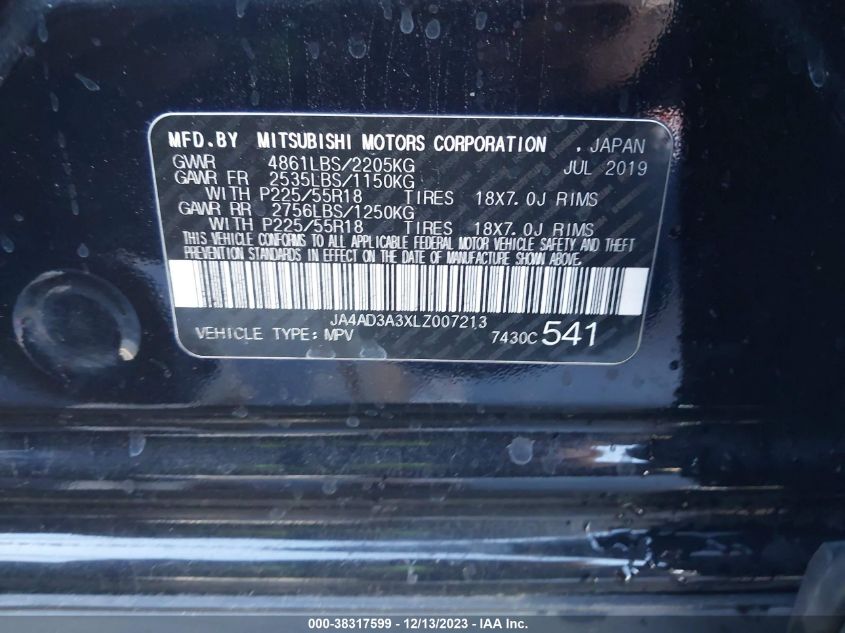 MFD.BY MITSUBISHI MOTORS CORPORATION . JAPAN
GVWR 4861LBS/2205KG JUL 2019
GAWR FR 2535LBS/1150KG
WITH P225/55R18 TIRES 18X7.0J RIMS
GAWR RR 2756LBS/1250KG
WITH P225/55R18 TIRES 18X7.0J RIMS
THIS VEHICLE CONFORMS TO ALL APPLICABLE FEDERAL MOTOR VEHICLE SAFETY AND THEFT
PREVENTION STANDARDS IN EFFECT ON THE DATE OF MANUFACTURE SHOWN ABOVE.
JA4AD3A3XLZ007213
VEHICLE TYPE: MPV 7430C 541
000-38317599 - 12/13/2023 - IAA Inc.